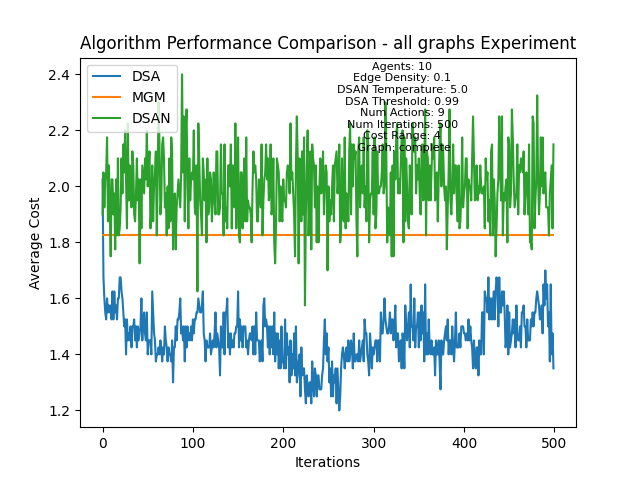 Algorithm Performance Comparison - all graphs Experiment
DSA
MGM
DSAN
Agents: 10
Edge Density: 0.1
DSAN Temperature: 5.0
DSA Threshold: 0.99
Num Actions: 9
Num Iterations: 500
Cost Range: 4
Graph: complete
Average Cost
2.4
2.2
2.0
1.8
1.6
1.4
1.2
0
100
200
300
400
500
Iterations